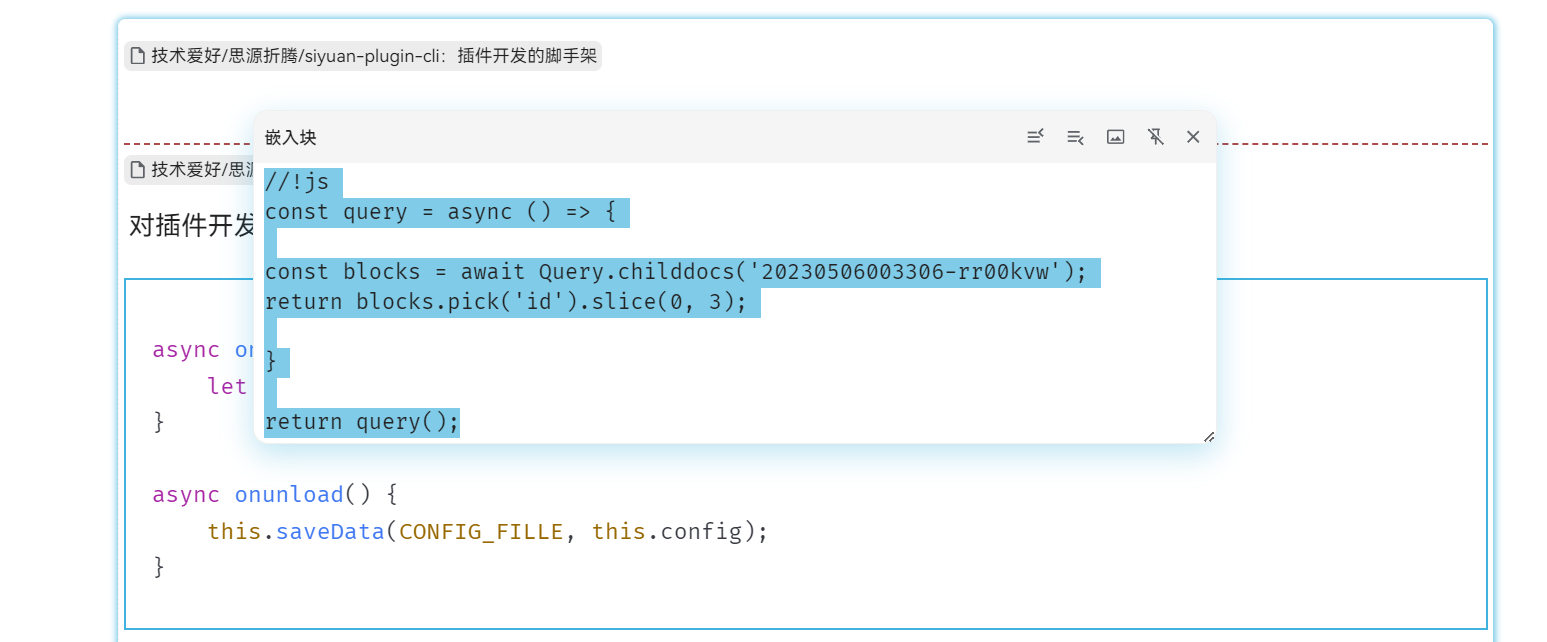 技术爱好/思源折腾/siyuan-plugin-cli：插件开发的脚手架
嵌入块
技术爱好/思
对插件开发
//!js
const query = async () => {
const blocks = await Query.childdocs('20230506003306-rr00kvw');
return blocks.pick('id').slice(0, 3);
}
return query();
async
let
}
async onunload() {
this.saveData(CONFIG_FILLE, this.config);
}